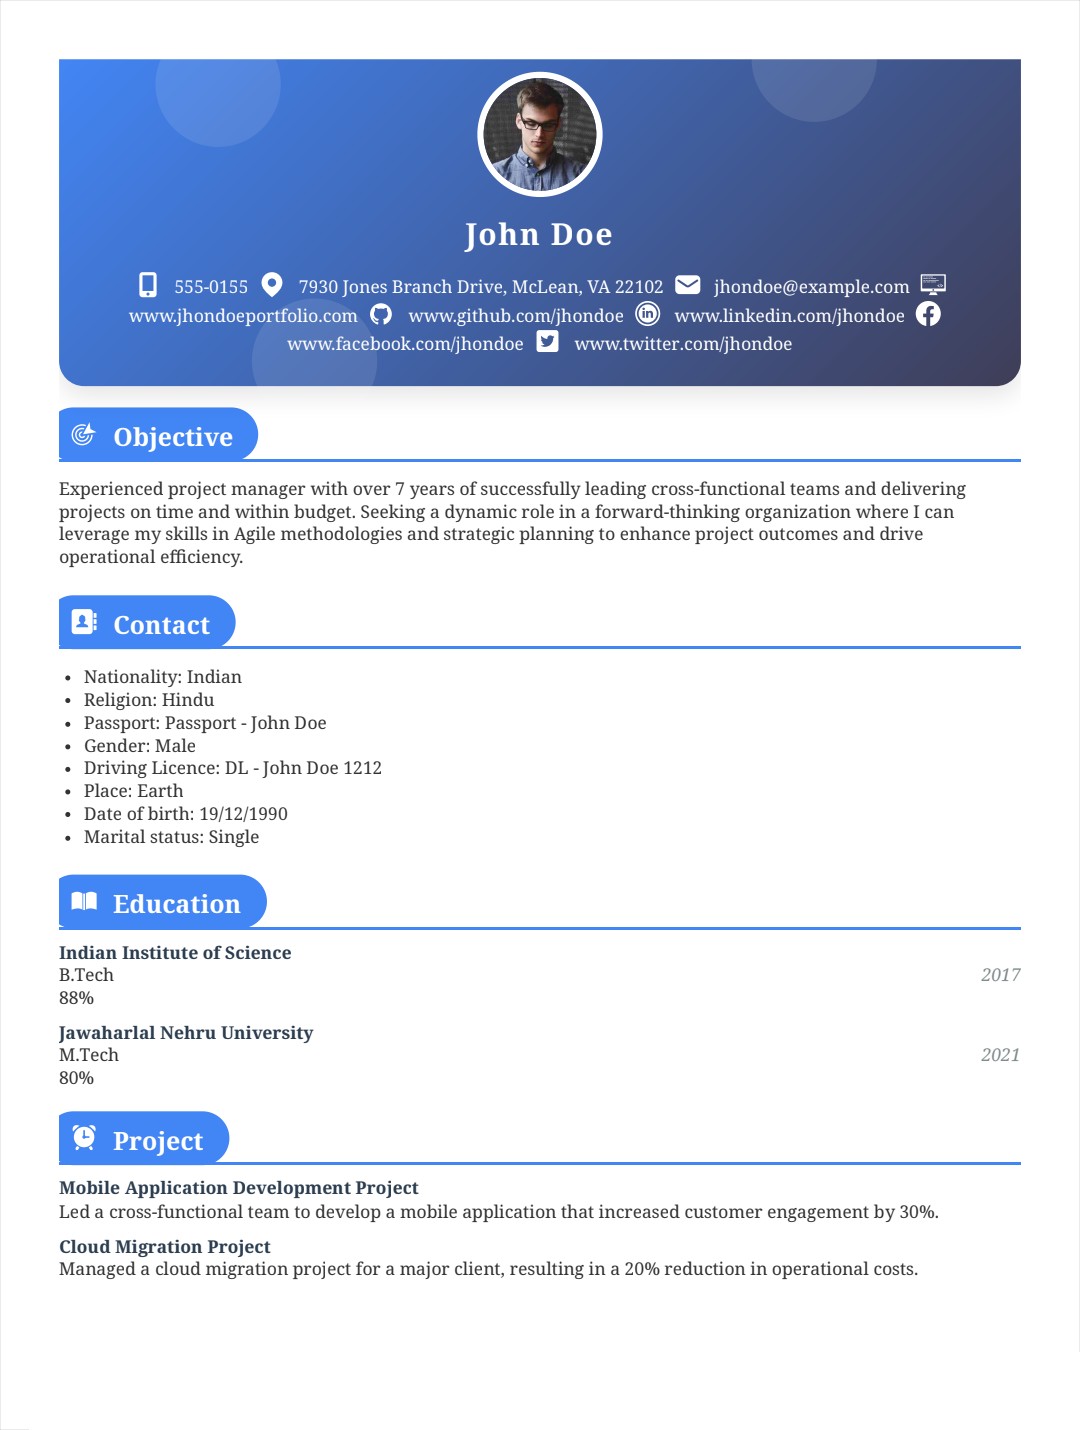 John Doe
555-0155 7930 Jones Branch Drive, McLean, VA 22102 jhondoe@example.com
www.jhondoeportfolio.com www.github.com/jhondoe www.linkedin.com/jhondoe
www.facebook.com/jhondoe www.twitter.com/jhondoe
Objective
Experienced project manager with over 7 years of successfully leading cross-functional teams and delivering
projects on time and within budget. Seeking a dynamic role in a forward-thinking organization where I can
leverage my skills in Agile methodologies and strategic planning to enhance project outcomes and drive
operational efficiency.
Contact
• Nationality: Indian
• Religion: Hindu
• Passport: Passport - John Doe
• Gender: Male
• Driving Licence: DL - John Doe 1212
• Place: Earth
• Date of birth: 19/12/1990
• Marital status: Single
Education
Indian Institute of Science
B.Tech 2017
88%
Jawaharlal Nehru University
M.Tech 2021
80%
Project
Mobile Application Development Project
Led a cross-functional team to develop a mobile application that increased customer engagement by 30%.
Cloud Migration Project
Managed a cloud migration project for a major client, resulting in a 20% reduction in operational costs.